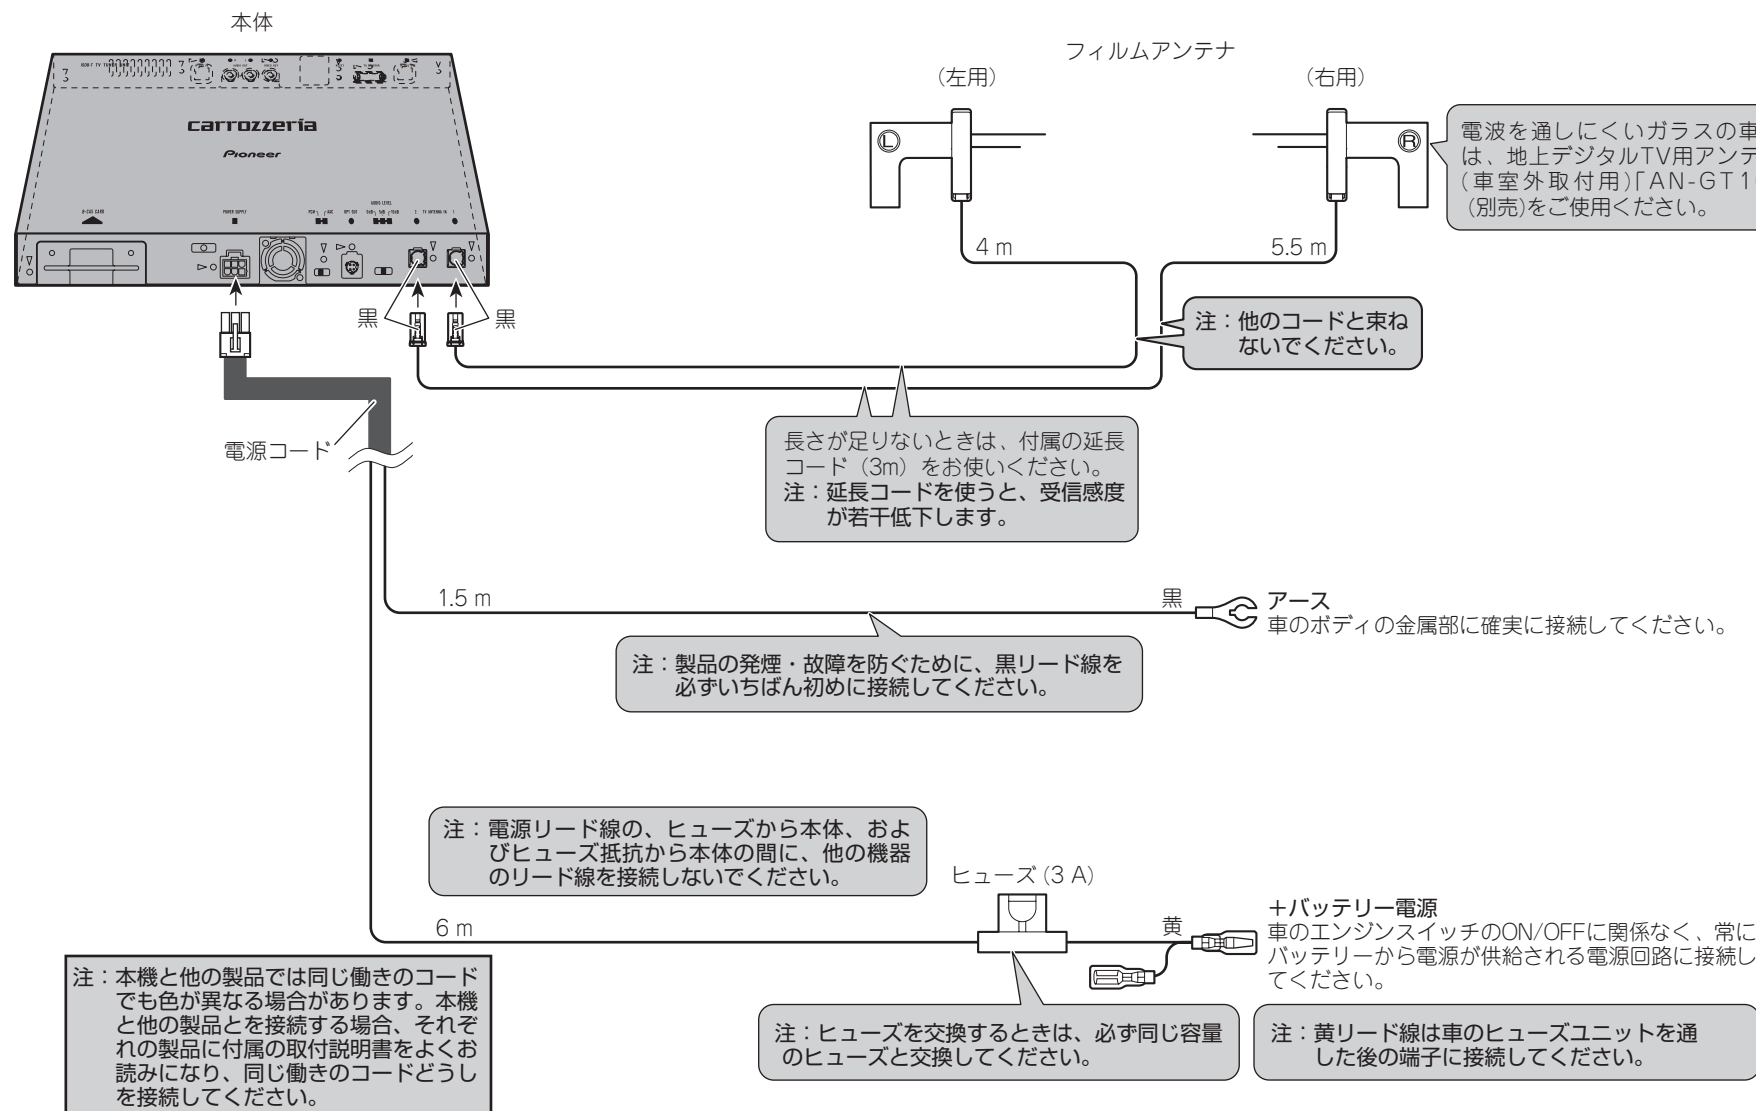 本体
フィルムアンテナ
(左用)
(右用)
carrozzeria
Pioneer
B-CAS CARD
POWER SUPPLY
OPT OUT
AUDIO LEVEL
2 TV ANTENNA IN 1
L
R
電波を通しにくいガラスの車
は、地上デジタルTV用アンテ
(車室外取付用)「AN-GT1
(別売)をご使用ください。
4 m
5.5 m
黒
黒
注：他のコードと束ね
ないでください。
電源コード
長さが足りないときは、付属の延長
コード（3m）をお使いください。
注：延長コードを使うと、受信感度
が若干低下します。
1.5 m
黒
アース
車のボディの金属部に確実に接続してください。
注：製品の発煙・故障を防ぐために、黒リード線を
必ずいちばん初めに接続してください。
注：電源リード線の、ヒューズから本体、およ
びヒューズ抵抗から本体の間に、他の機器
のリード線を接続しないでください。
ヒューズ (3 A)
6 m
黄
＋バッテリー電源
車のエンジンスイッチのON/OFFに関係なく、常に
バッテリーから電源が供給される電源回路に接続し
てください。
注：本機と他の製品では同じ働きのコード
でも色が異なる場合があります。本機
と他の製品とを接続する場合、それぞ
れの製品に付属の取付説明書をよくお
読みになり、同じ働きのコードどうし
を接続してください。
注：ヒューズを交換するときは、必ず同じ容量
のヒューズと交換してください。
注：黄リード線は車のヒューズユニットを通
した後の端子に接続してください。